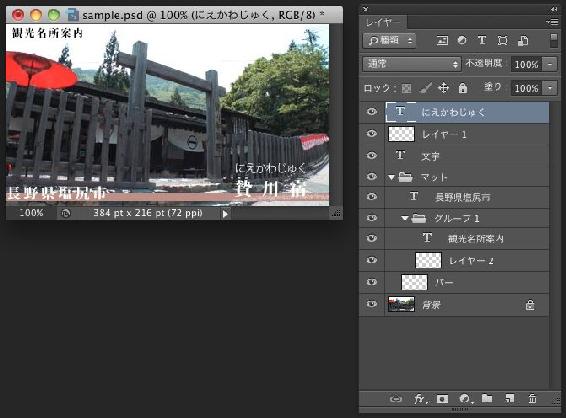 sample.psd @ 100% (にえかわじゅく, RGB/8) *
観光名所案内
にえかわじゅく
贄川宿
長野県塩尻市
100%
384 pt x 216 pt (72 ppi)
レイヤー
種類
通常
不透明度:
100%
ロック:
塗り:
100%
にえかわじゅく
レイヤー 1
文字
マット
長野県塩尻市
グループ 1
観光名所案内
レイヤー 2
バー
背景